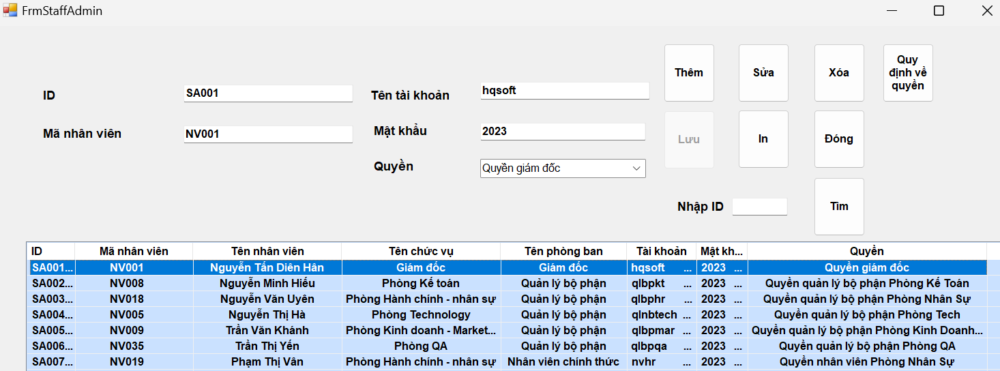 FrmStaffAdmin
Thêm Sửa Xóa Quy định về quyền
ID SA001 Tên tài khoản hqsoft
Mã nhân viên NV001 Mật khẩu 2023
Lưu In Đóng
Quyền Quyền giám đốc
Nhập ID Tìm
ID Mã nhân viên Tên nhân viên Tên chức vụ Tên phòng ban Tài khoản Mật kh... Quyền
SA001... NV001 Nguyễn Tấn Diên Hân Giám đốc Giám đốc hqsoft ... 2023 ... Quyền giám đốc
SA002... NV008 Nguyễn Minh Hiếu Phòng Kế toán Quản lý bộ phận qlbpkt ... 2023 ... Quyền quản lý bộ phận Phòng Kế Toán
SA003... NV018 Nguyễn Văn Uyên Phòng Hành chính - nhân sự Quản lý bộ phận qlbphr ... 2023 ... Quyền quản lý bộ phận Phòng Nhân Sự
SA004... NV005 Nguyễn Thị Hà Phòng Technology Quản lý bộ phận qlnbtech ... 2023 ... Quyền quản lý bộ phận Phòng Tech
SA005... NV009 Trần Văn Khánh Phòng Kinh doanh - Market... Quản lý bộ phận qlbpmar ... 2023 ... Quyền quản lý bộ phận Phòng Kinh Doanh...
SA006... NV035 Trần Thị Yến Phòng QA Quản lý bộ phận qlbpqa ... 2023 ... Quyền quản lý bộ phận Phòng QA
SA007... NV019 Phạm Thị Vân Phòng Hành chính - nhân sự Nhân viên chính thức nvhr ... 2023 ... Quyền nhân viên Phòng Nhân Sự